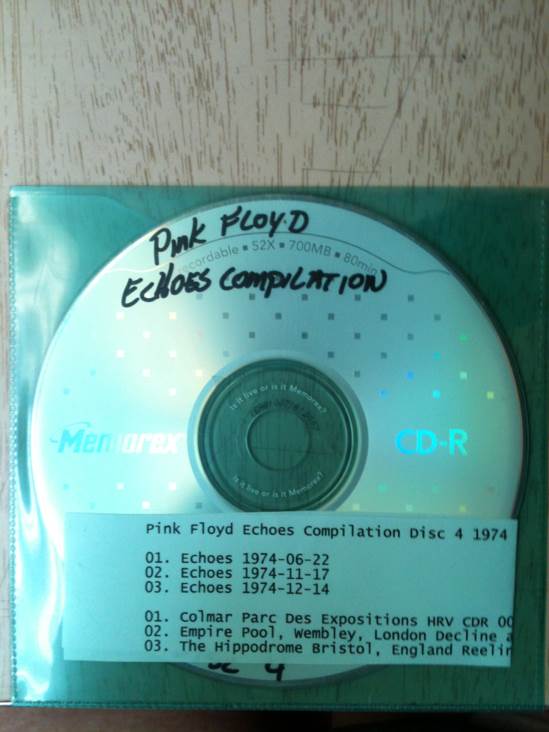 PINK FLOYD
cordable ▪ 52X ▪ 700MB ▪ 80min
ECHOES COMPILATION
Is it live or is it Memorex?
Memorex
CD-R
Is it live or is it Memorex?
Pink Floyd Echoes Compilation Disc 4 1974
01. Echoes 1974-06-22
02. Echoes 1974-11-17
03. Echoes 1974-12-14
01. Colmar Parc Des Expositions HRV CDR 00
02. Empire Pool, Wembley, London Decline a
03. The Hippodrome Bristol, England Reelin
4